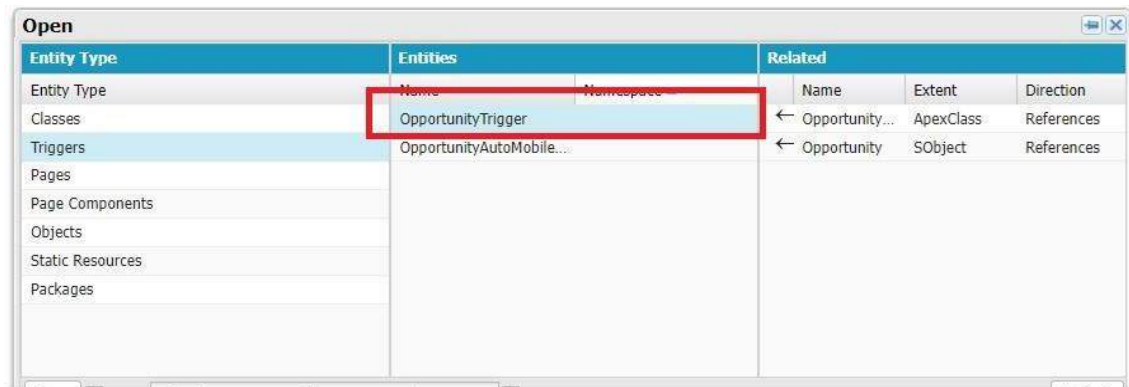 Open
Entity Type Entities Related
Entity Type Name Namespace Name Extent Direction
Classes OpportunityTrigger ← Opportunity... ApexClass References
Triggers OpportunityAutoMobile... ← Opportunity SObject References
Pages
Page Components
Objects
Static Resources
Packages